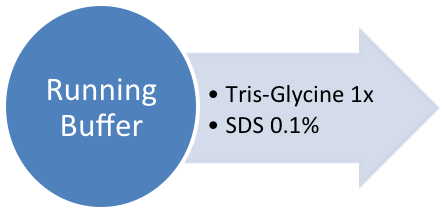 Running
Buffer
• Tris-Glycine 1x
• SDS 0.1%